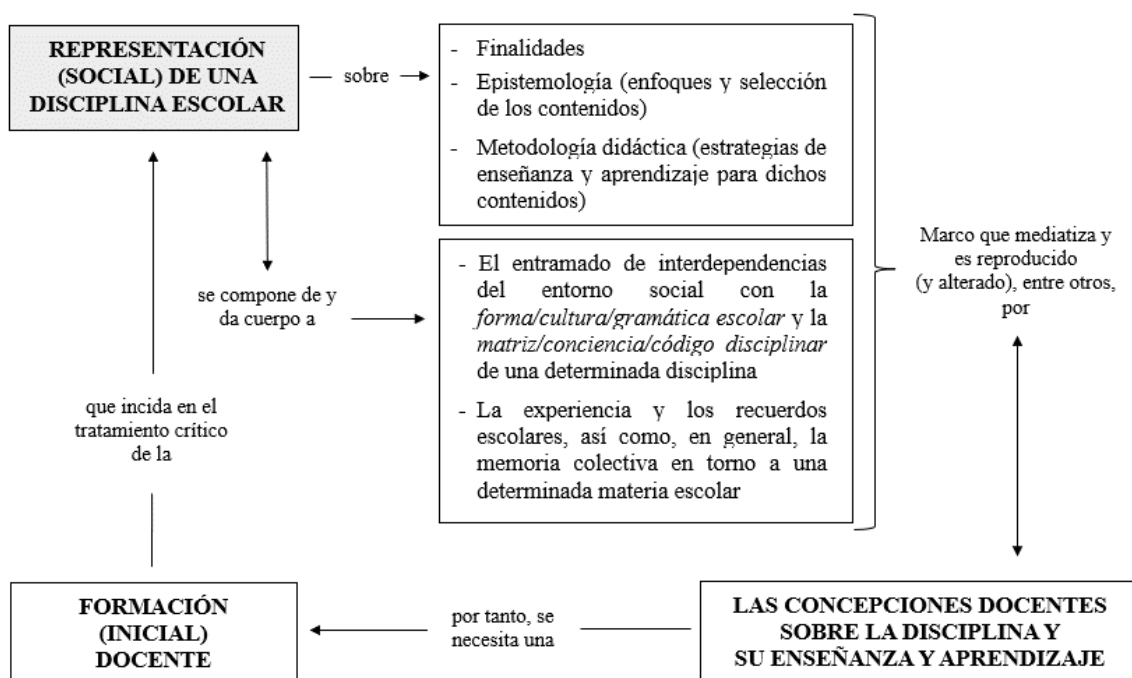 REPRESENTACIÓN
(SOCIAL) DE UNA
DISCIPLINA ESCOLAR
sobre
- Finalidades
- Epistemología (enfoques y selección
de los contenidos)
- Metodología didáctica (estrategias de
enseñanza y aprendizaje para dichos
contenidos)
se compone de y
da cuerpo a
- El entramado de interdependencias
del entorno social con la
forma/cultura/gramática escolar y la
matriz/conciencia/código disciplinar
de una determinada disciplina
- La experiencia y los recuerdos
escolares, así como, en general, la
memoria colectiva en torno a una
determinada materia escolar
Marco que mediatiza y
es reproducido
(y alterado), entre otros,
por
que incida en el
tratamiento crítico
de la
FORMACIÓN
(INICIAL)
DOCENTE
por tanto, se
necesita una
LAS CONCEPCIONES DOCENTES
SOBRE LA DISCIPLINA Y
SU ENSEÑANZA Y APRENDIZAJE